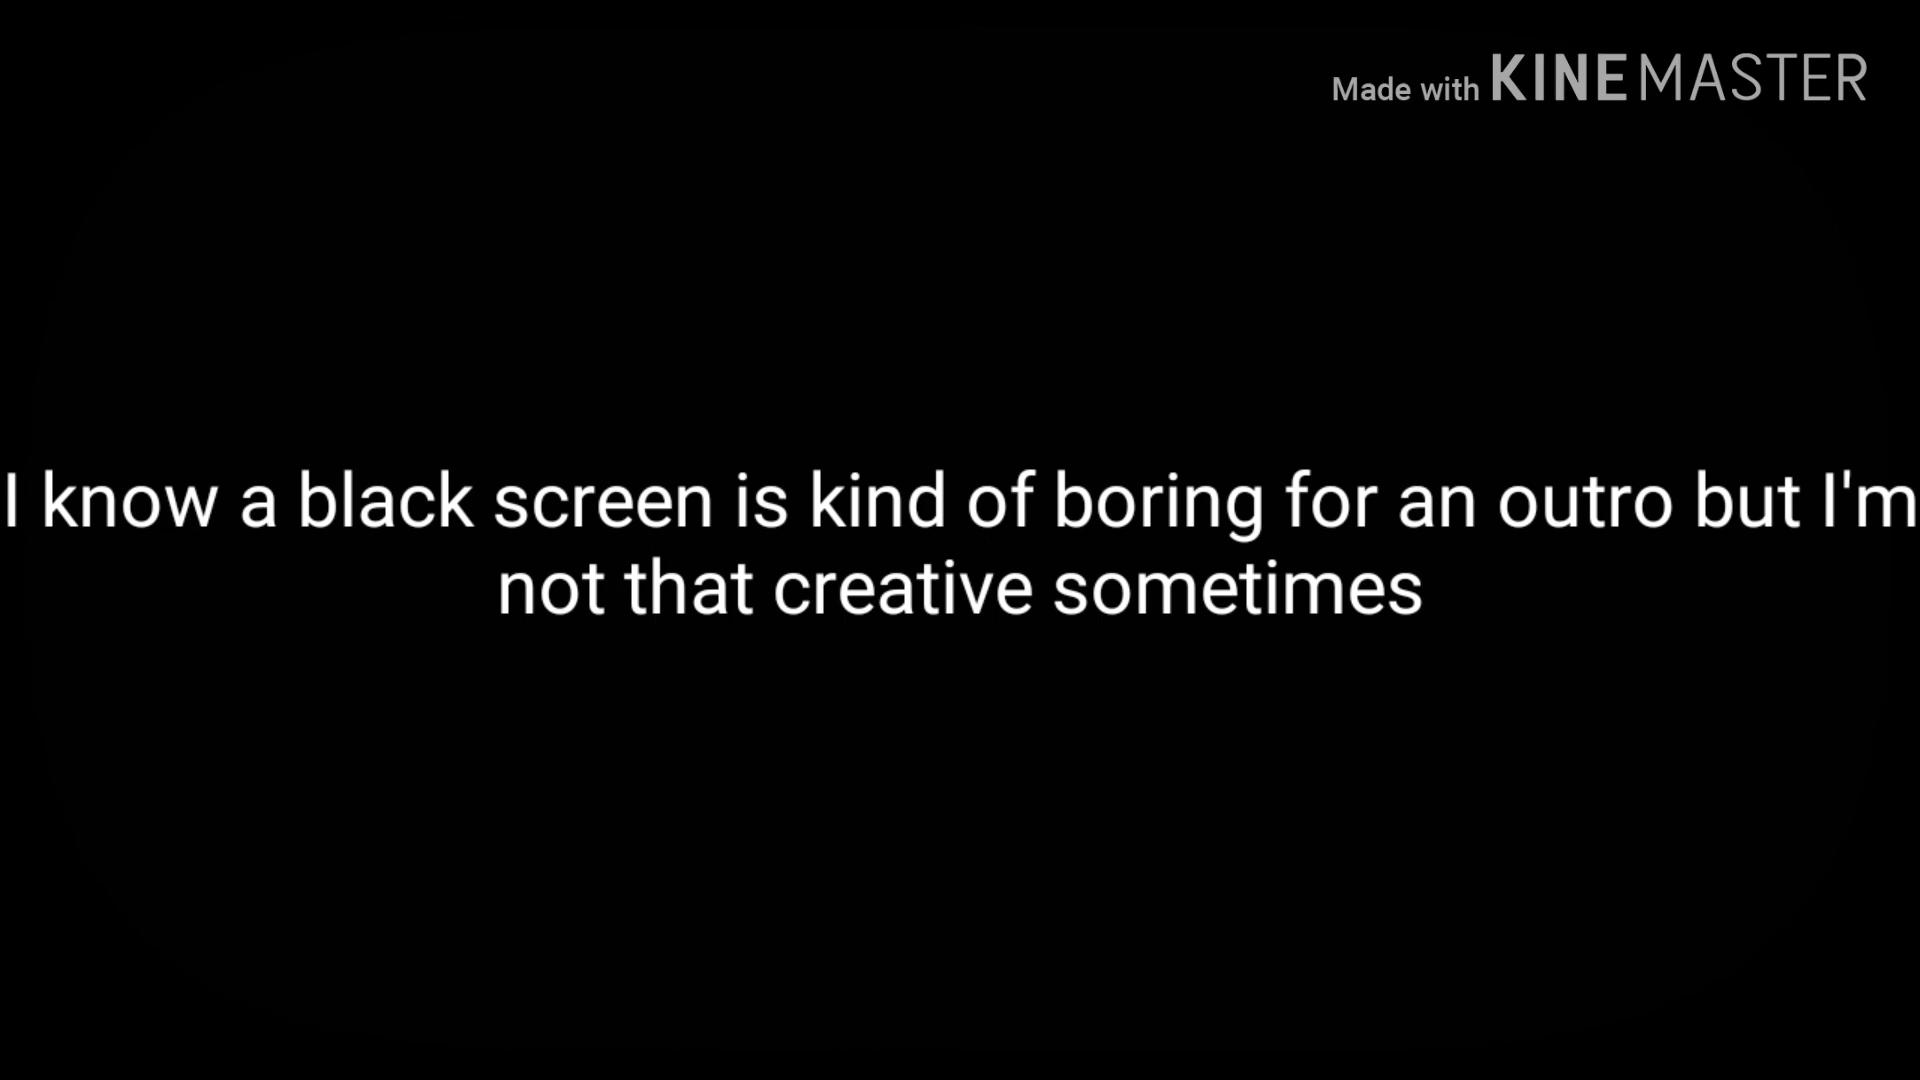 Made with KINEMASTER
I know a black screen is kind of boring for an outro but I'm
not that creative sometimes